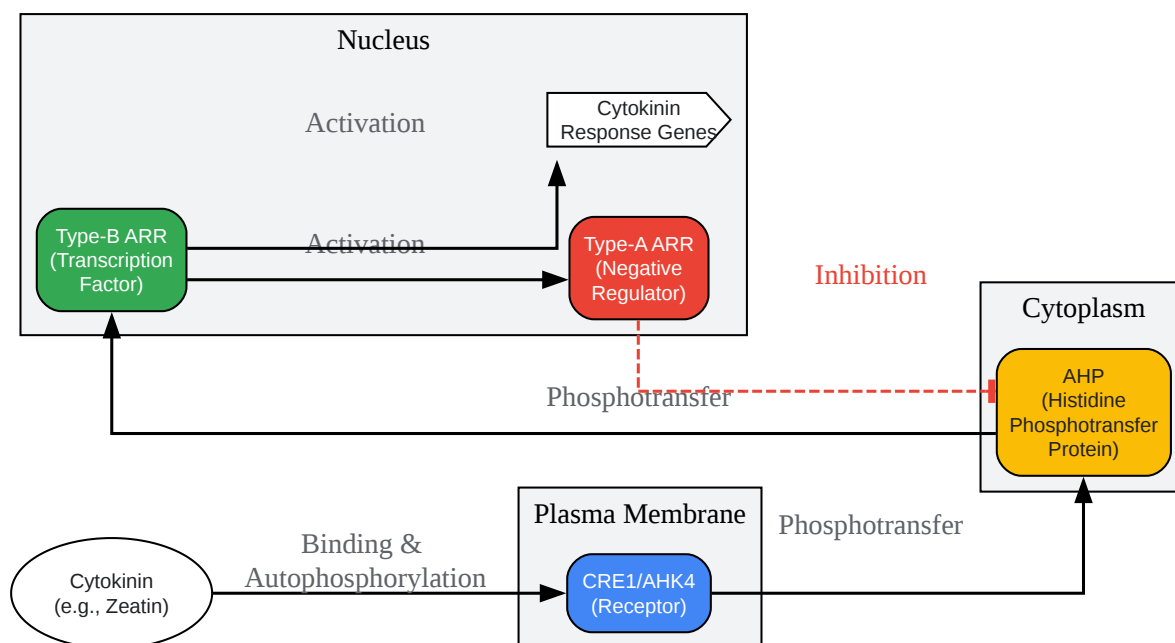 Nucleus
Activation
Cytokinin
Response Genes
Type-B ARR
(Transcription
Factor)
Activation
Type-A ARR
(Negative
Regulator)
Inhibition
Cytoplasm
AHP
(Histidine
Phosphotransfer
Protein)
Phosphotransfer
Plasma Membrane
Phosphotransfer
Binding &
Autophosphorylation
Cytokinin
(e.g., Zeatin)
CRE1/AHK4
(Receptor)